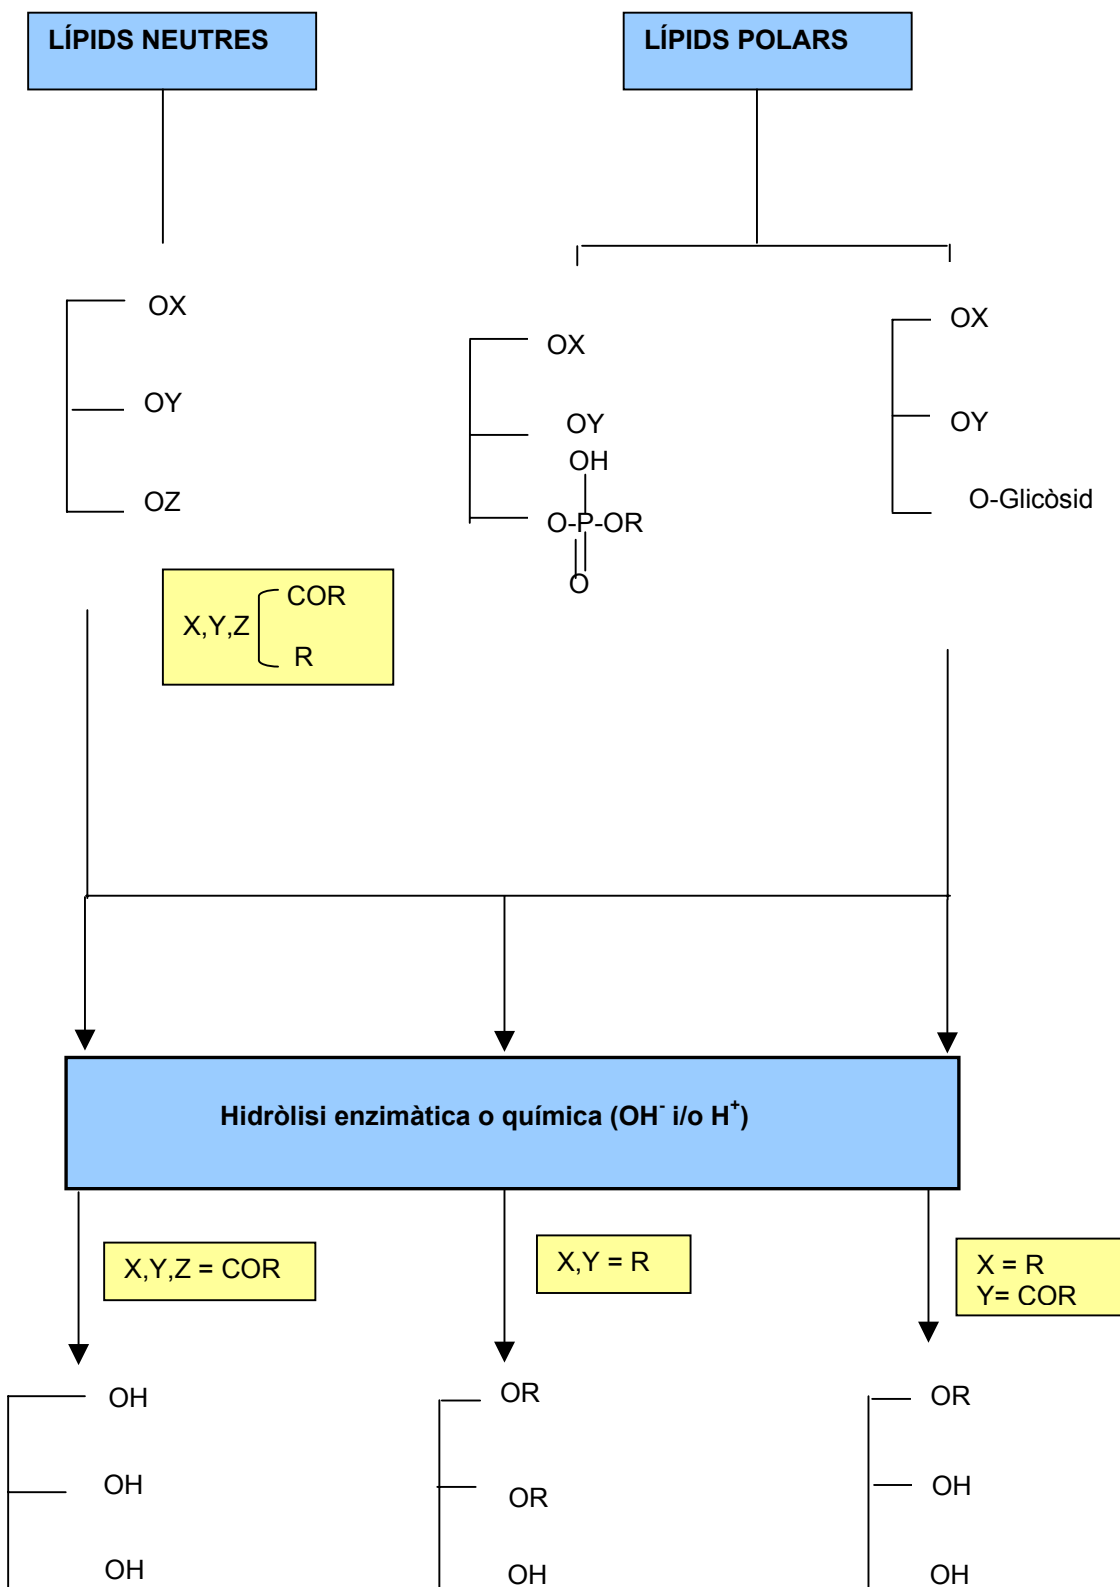 LÍPIDS NEUTRES
LÍPIDS POLARS
OX
OY
OZ
OX
OY
OH
O-P-OR
O
OX
OY
O-Glicòsid
X,Y,Z
COR
R
Hidròlisi enzimàtica o química (OH⁻ i/o H⁺)
X,Y,Z = COR
X,Y = R
X = R
Y= COR
OH
OH
OH
OR
OR
OH
OR
OH
OH